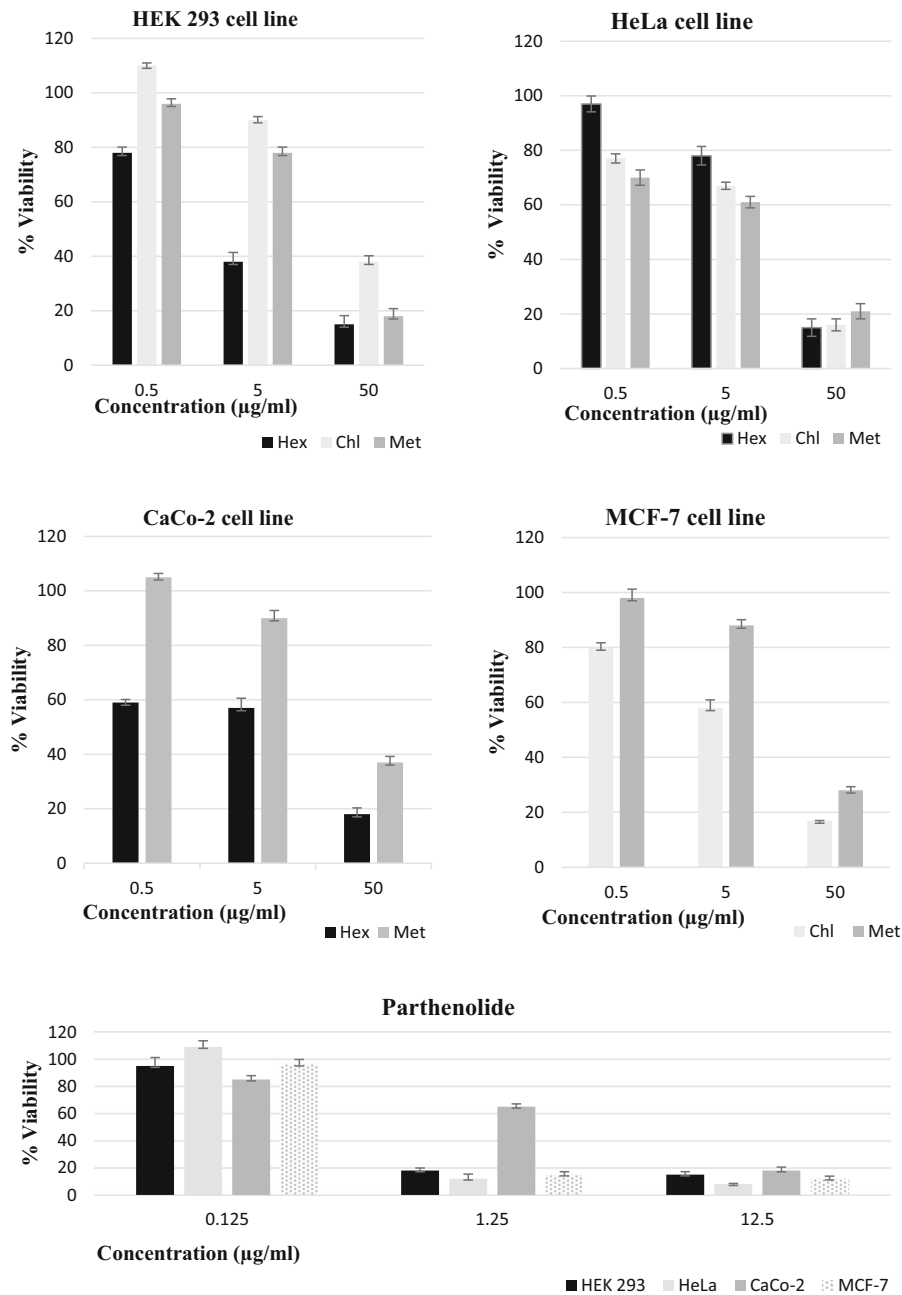 HEK 293 cell line
120
100
80
60
40
20
0
% Viability
0.5 5 50
Concentration (µg/ml)
Hex Chl Met
HeLa cell line
120
100
80
60
40
20
0
% Viability
0.5 5 50
Concentration (µg/ml)
Hex Chl Met
CaCo-2 cell line
120
100
80
60
40
20
0
% Viability
0.5 5 50
Concentration (µg/ml)
Hex Met
MCF-7 cell line
120
100
80
60
40
20
0
% Viability
0.5 5 50
Concentration (µg/ml)
Chl Met
Parthenolide
120
100
80
60
40
20
0
% Viability
0.125 1.25 12.5
Concentration (µg/ml)
HEK 293 HeLa CaCo-2 MCF-7